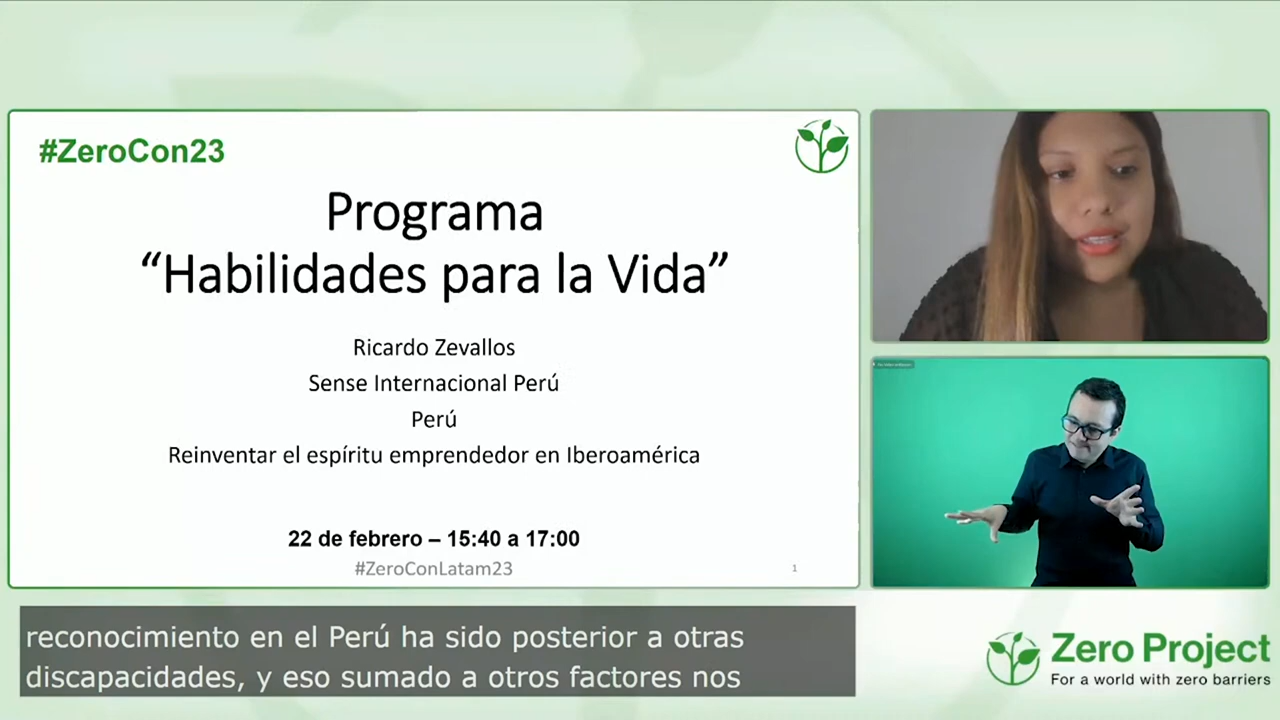 #ZeroCon23
Programa
“Habilidades para la Vida”
Ricardo Zevallos
Sense Internacional Perú
Perú
Reinventar el espíritu emprendedor en Iberoamérica
22 de febrero – 15:40 a 17:00
#ZeroConLatam23
1
reconocimiento en el Perú ha sido posterior a otras
discapacidades, y eso sumado a otros factores nos
Zero Project
For a world with zero barriers